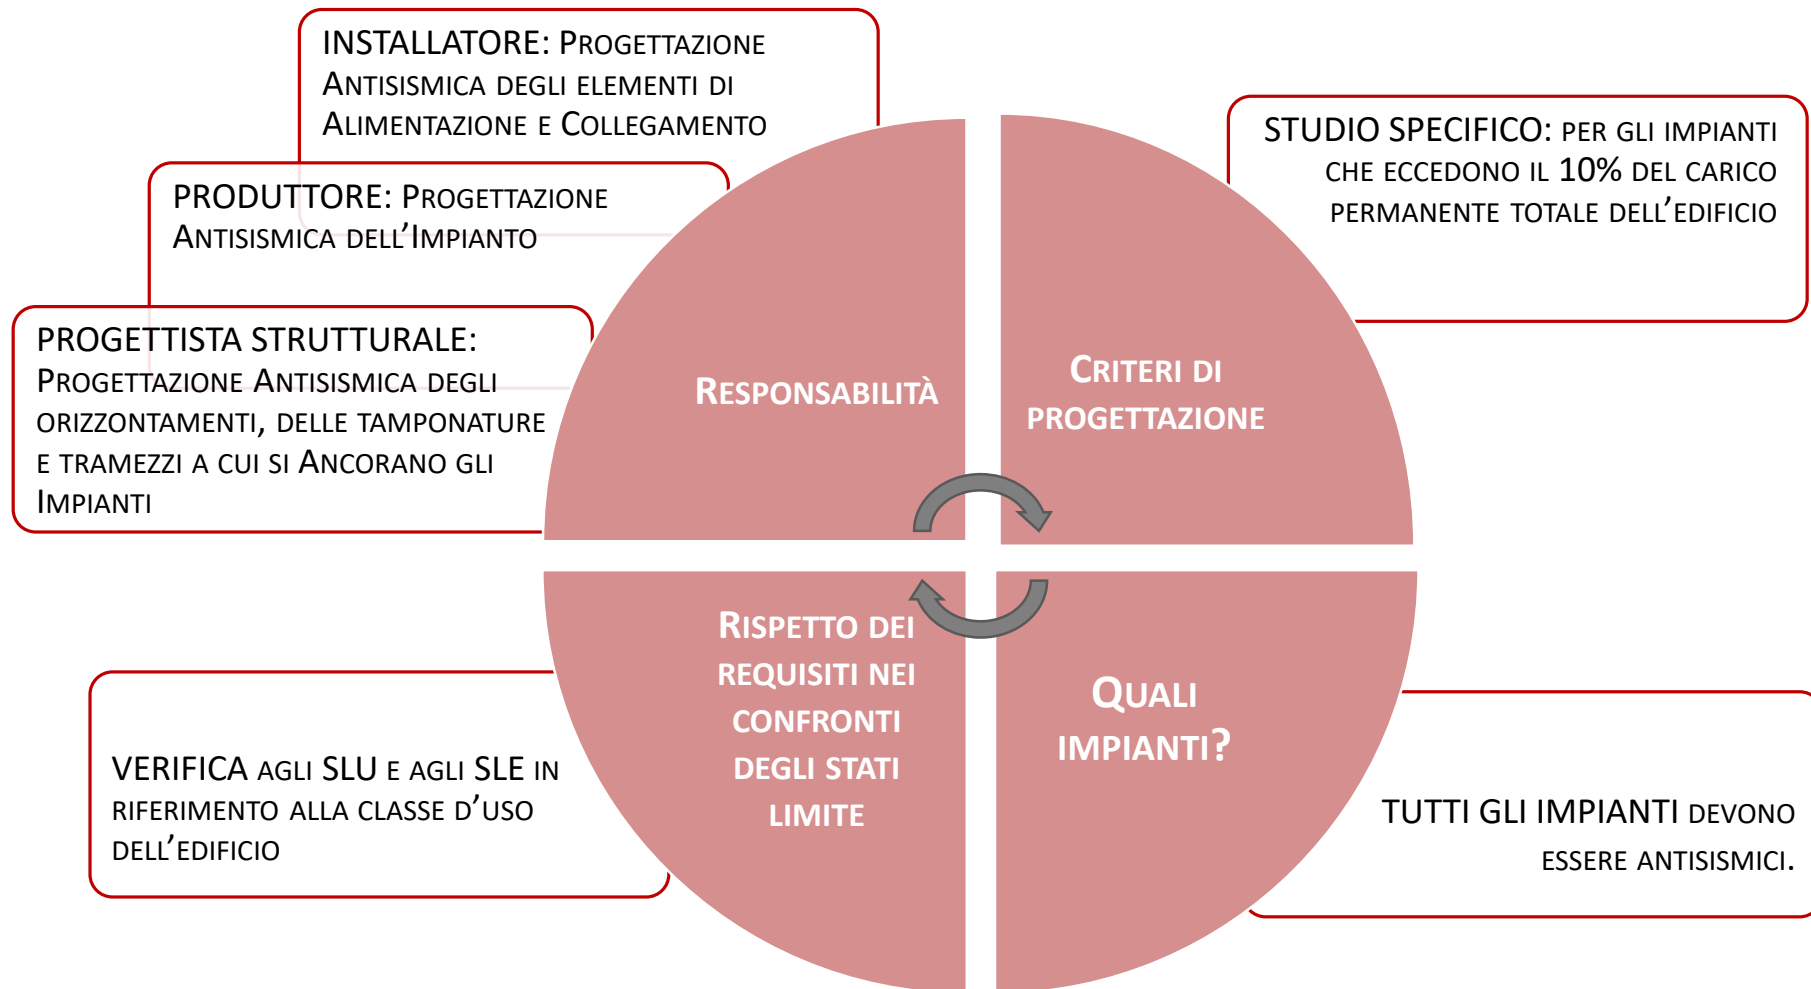 INSTALLATORE: PROGETTAZIONE
ANTISISMICA DEGLI ELEMENTI DI
ALIMENTAZIONE E COLLEGAMENTO
PRODUTTORE: PROGETTAZIONE
ANTISISMICA DELL'IMPIANTO
PROGETTISTA STRUTTURALE:
PROGETTAZIONE ANTISISMICA DEGLI
ORIZZONTAMENTI, DELLE TAMPONATURE
E TRAMEZZI A CUI SI ANCORANO GLI
IMPIANTI
RESPONSABILITÀ
STUDIO SPECIFICO: PER GLI IMPIANTI
CHE ECCEDONO IL 10% DEL CARICO
PERMANENTE TOTALE DELL'EDIFICIO
CRITERI DI
PROGETTAZIONE
VERIFICA AGLI SLU E AGLI SLE IN
RIFERIMENTO ALLA CLASSE D'USO
DELL'EDIFICIO
RISPETTO DEI
REQUISITI NEI
CONFRONTI
DEGLI STATI
LIMITE
QUALI
IMPIANTI?
TUTTI GLI IMPIANTI DEVONO
ESSERE ANTISISMICI.